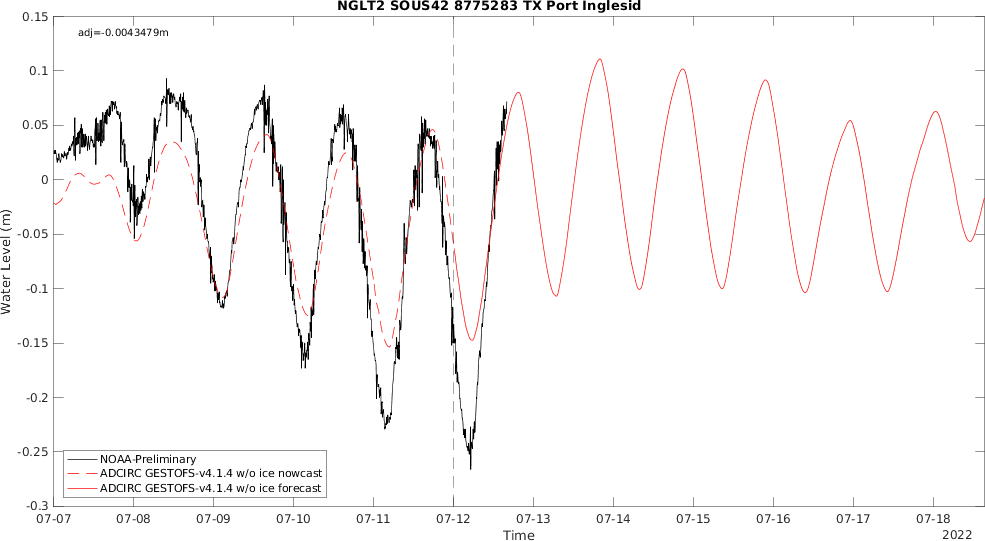 NGLT2 SOUS42 8775283 TX Port Inglesid
adj=-0.0043479m
0.15
0.1
0.05
0
-0.05
-0.1
-0.15
-0.2
-0.25
-0.3
Water Level (m)
NOAA-Preliminary
ADCIRC GESTOFS-v4.1.4 w/o ice nowcast
ADCIRC GESTOFS-v4.1.4 w/o ice forecast
07-07 07-08 07-09 07-10 07-11 07-12 07-13 07-14 07-15 07-16 07-17 07-18
Time
2022